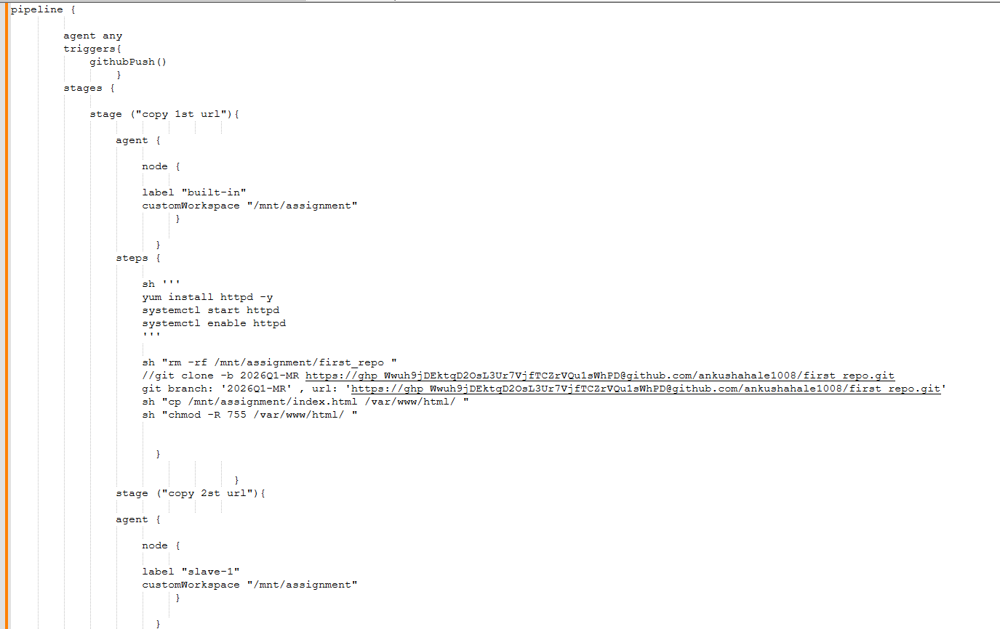 pipeline {
agent any
triggers{
githubPush()
}
stages {
stage ("copy 1st url"){
agent {
node {
label "built-in"
customWorkspace "/mnt/assignment"
}
}
steps {
sh '''
yum install httpd -y
systemctl start httpd
systemctl enable httpd
'''
sh "rm -rf /mnt/assignment/first_repo "
//git clone -b 2026Q1-MR https://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@github.com/ankushahale1008/first_repo.git
git branch: '2026Q1-MR' , url: 'https://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@github.com/ankushahale1008/first_repo.git'
sh "cp /mnt/assignment/index.html /var/www/html/ "
sh "chmod -R 755 /var/www/html/ "
}
}
stage ("copy 2st url"){
agent {
node {
label "slave-1"
customWorkspace "/mnt/assignment"
}
}